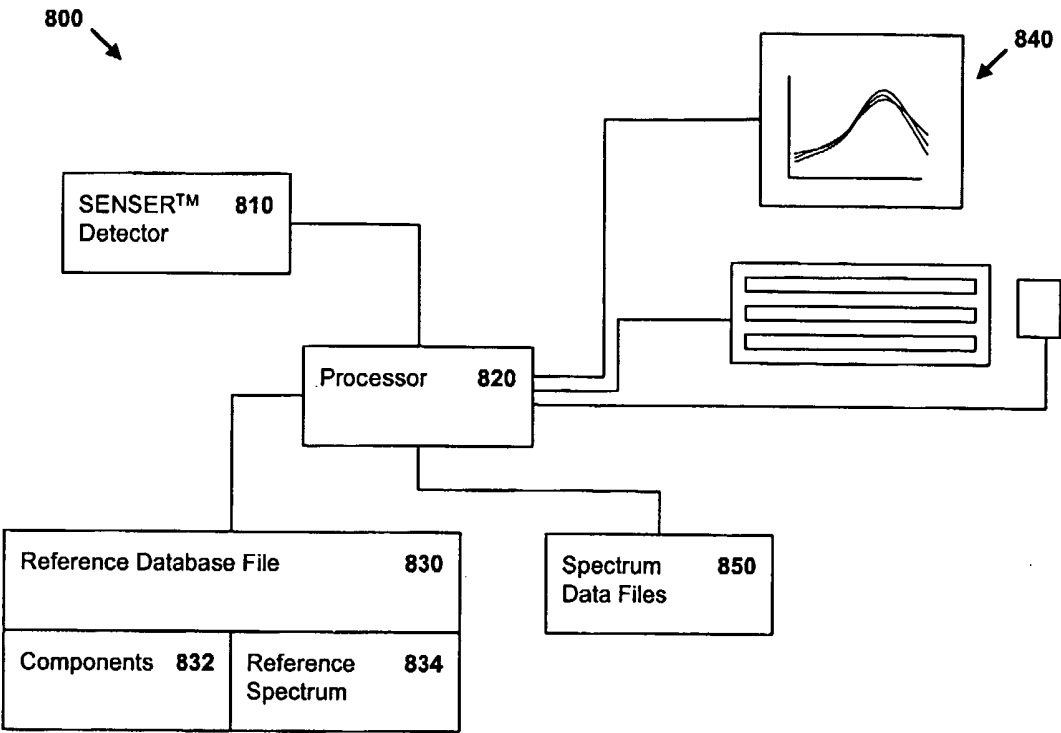 800
840
SENSER™ 810
Detector
Processor 820
Reference Database File 830
Spectrum 850
Data Files
Components 832
Reference 834
Spectrum